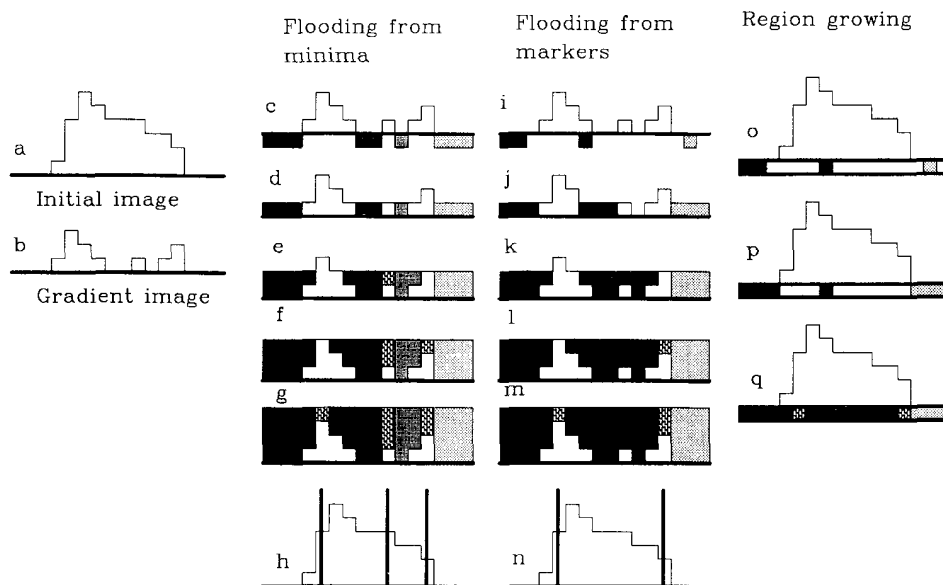 Flooding from
minima
Flooding from
markers
Region growing
a
Initial image
b
Gradient image
c
d
e
f
g
h
i
j
k
l
m
n
o
p
q